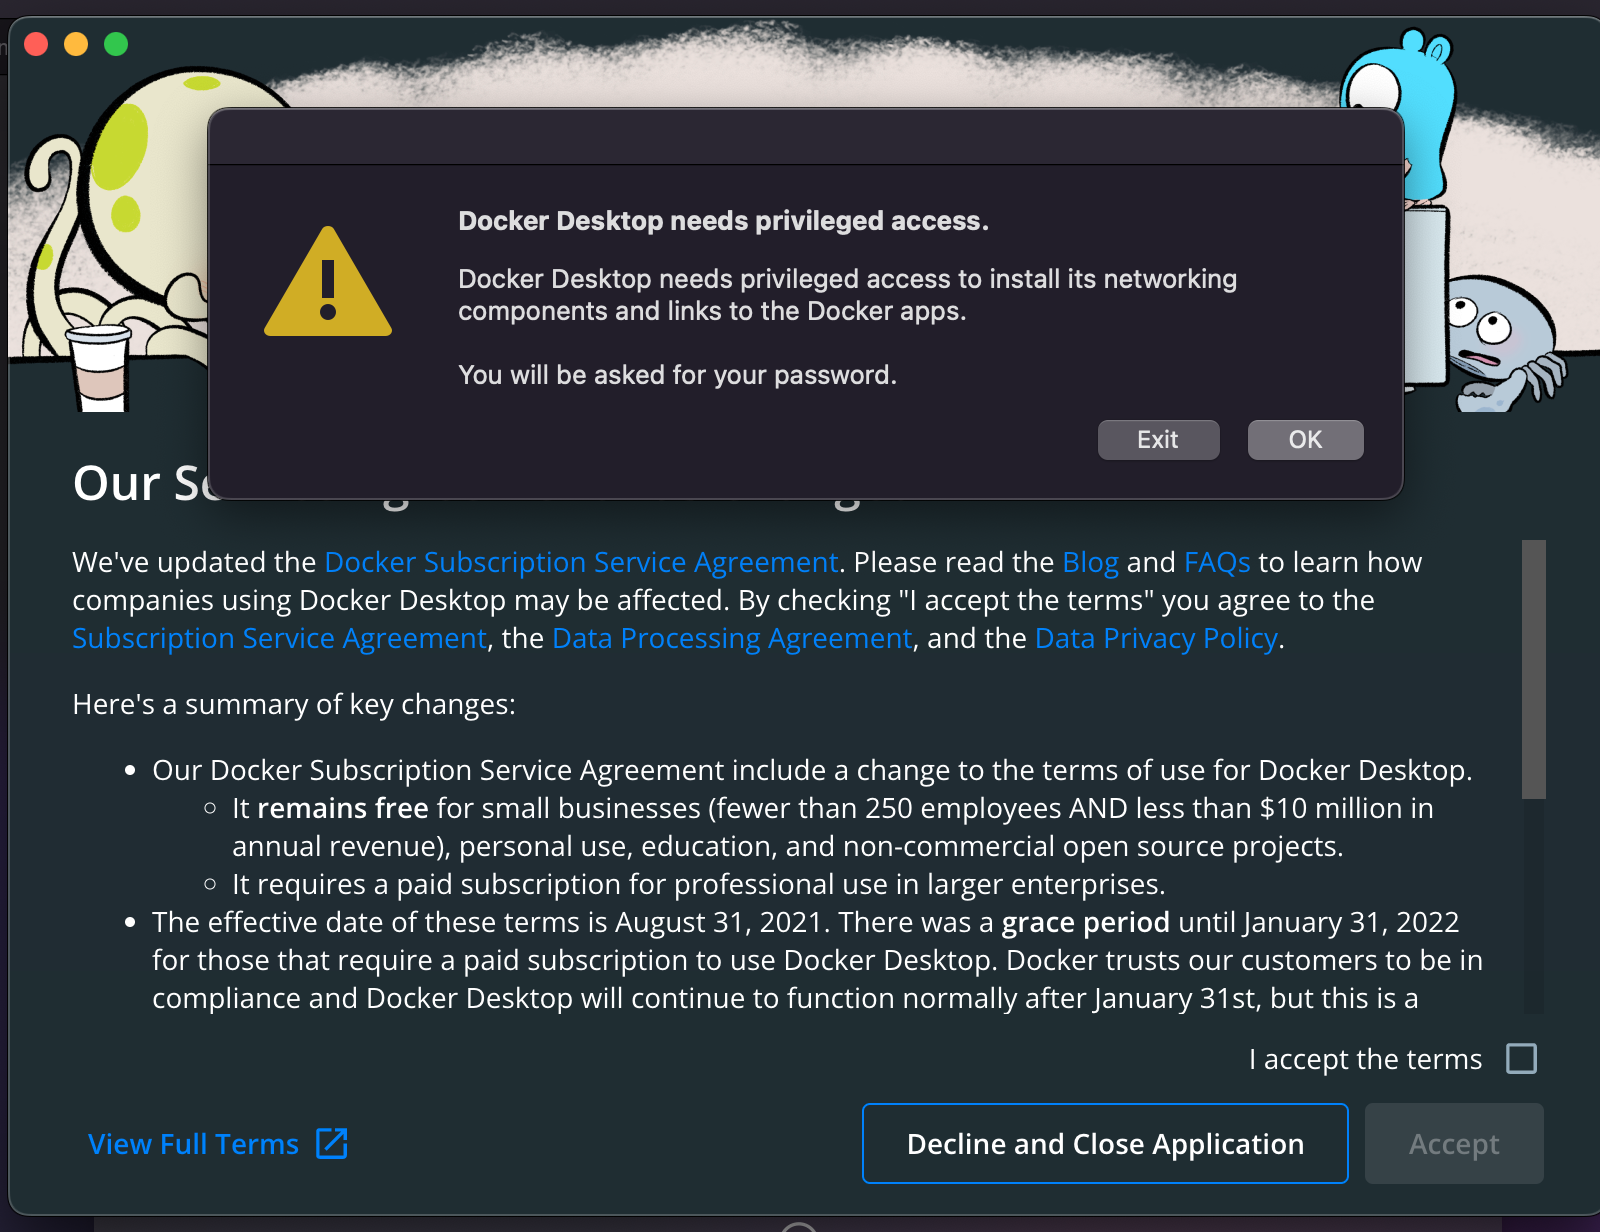 Docker Desktop needs privileged access.
Docker Desktop needs privileged access to install its networking
components and links to the Docker apps.
You will be asked for your password.
Exit
OK
Our
We've updated the Docker Subscription Service Agreement. Please read the Blog and FAQs to learn how
companies using Docker Desktop may be affected. By checking "I accept the terms" you agree to the
Subscription Service Agreement, the Data Processing Agreement, and the Data Privacy Policy.
Here's a summary of key changes:
• Our Docker Subscription Service Agreement include a change to the terms of use for Docker Desktop.
○ It remains free for small businesses (fewer than 250 employees AND less than $10 million in
annual revenue), personal use, education, and non-commercial open source projects.
○ It requires a paid subscription for professional use in larger enterprises.
• The effective date of these terms is August 31, 2021. There was a grace period until January 31, 2022
for those that require a paid subscription to use Docker Desktop. Docker trusts our customers to be in
compliance and Docker Desktop will continue to function normally after January 31st, but this is a
I accept the terms
View Full Terms
Decline and Close Application
Accept